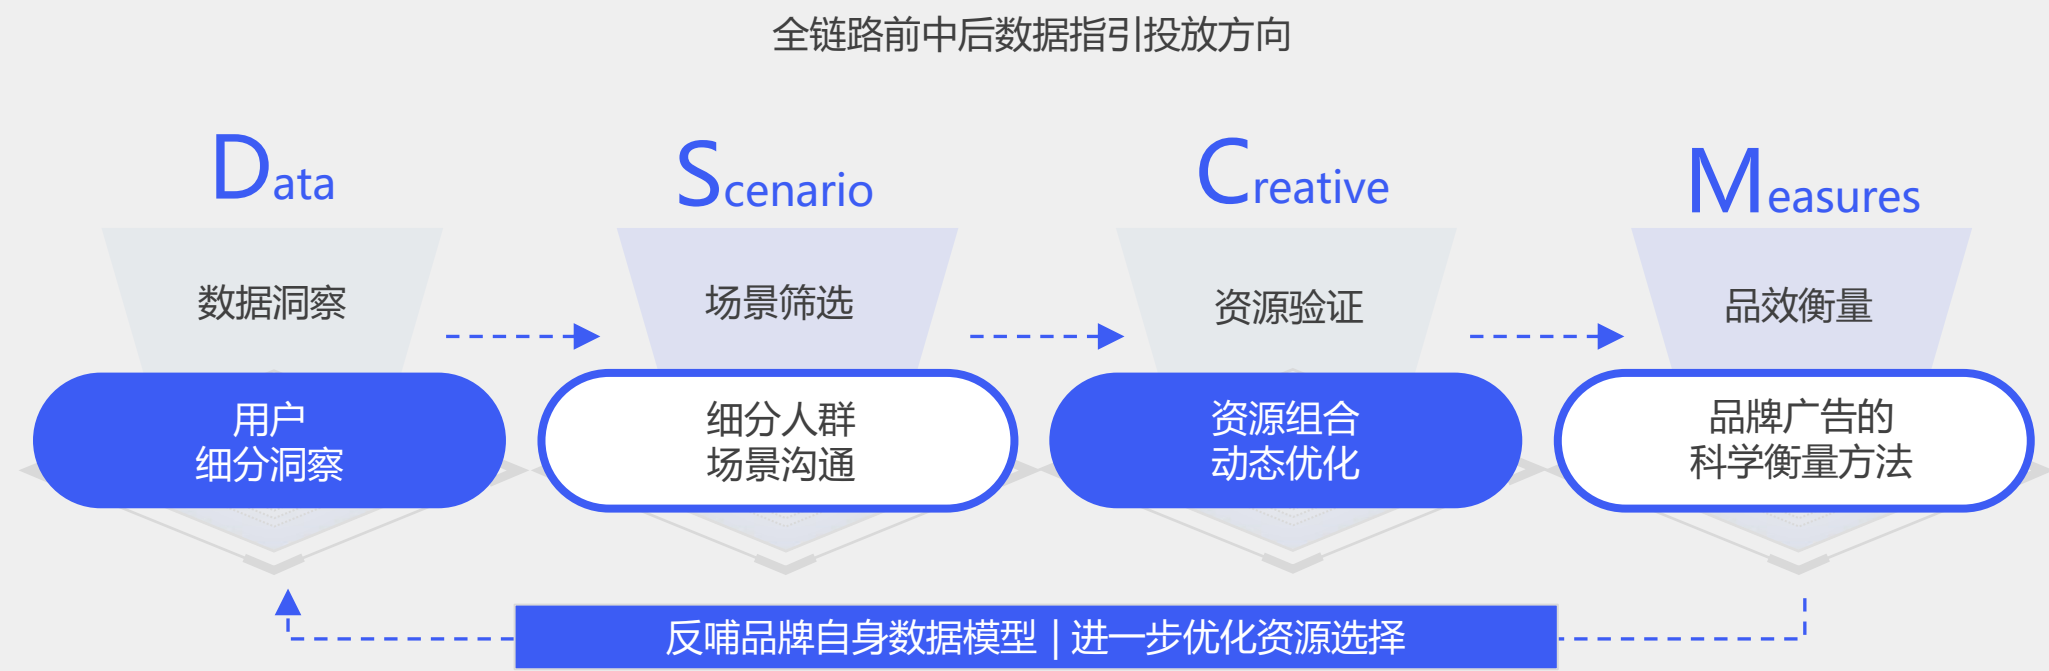 全链路前中后数据指引投放方向
Data
Scenario
Creative
Measures
数据洞察
场景筛选
资源验证
品效衡量
用户
细分洞察
细分人群
场景沟通
资源组合
动态优化
品牌广告的
科学衡量方法
反哺品牌自身数据模型 | 进一步优化资源选择